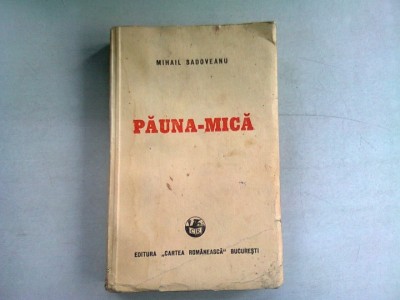 MIHAIL SADOVEANU
PĂUNA-MICĂ
EDITURA „CARTEA ROMÂNEASCĂ” BUCUREȘTI